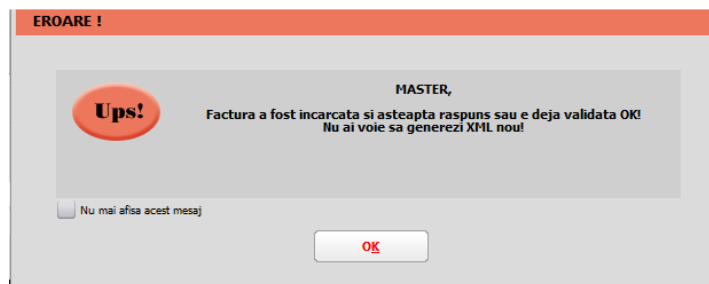 EROARE !
Ups!
MASTER,
Factura a fost incarcata si asteapta raspuns sau e deja validata OK!
Nu ai voie sa generezi XML nou!
Nu mai afisa acest mesaj
OK